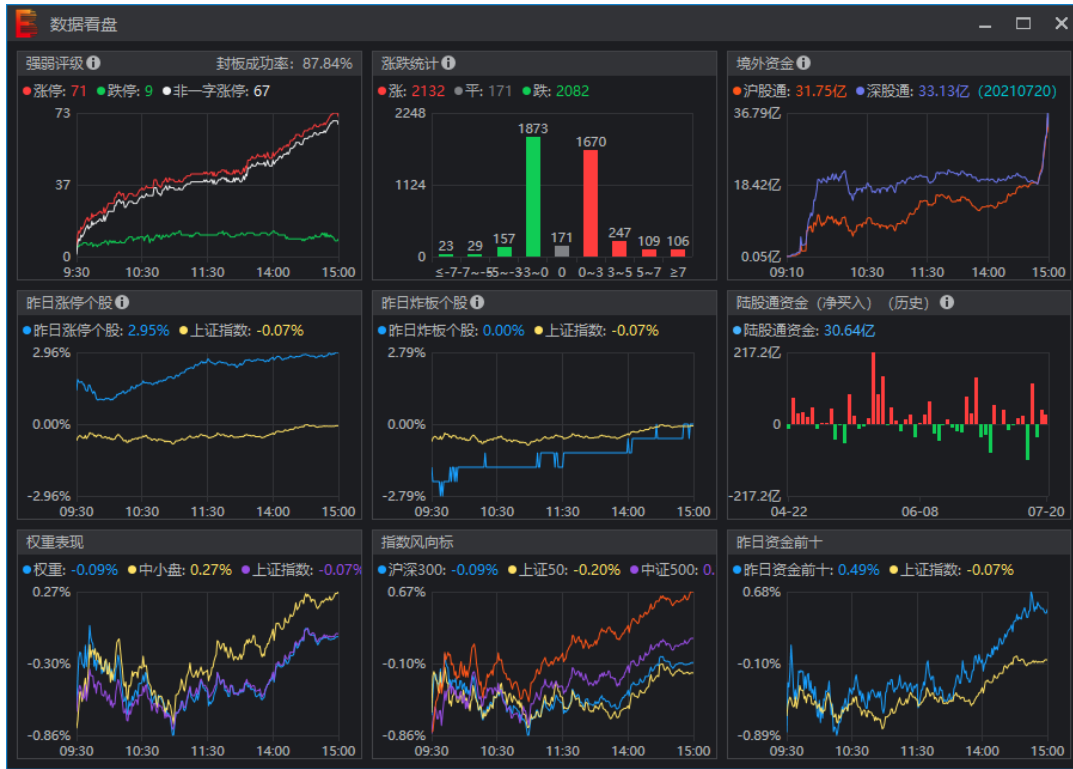 数据看盘
强弱评级 封板成功率：87.84%
涨停: 71 跌停: 9 非一字涨停: 67
73
37
0
9:30 10:30 11:30 14:00 15:00
涨跌统计
涨: 2132 平: 171 跌: 2082
2248
1124
0
23 29 157 1873 171 1670 247 109 106
≤-7 -7~-5 -5~-3 -3~0 0 0~3 3~5 5~7 ≥7
境外资金
沪股通: 31.75亿 深股通: 33.13亿 (20210720)
36.79亿
18.42亿
0.05亿
09:10 10:30 11:30 14:00 15:00
昨日涨停个股
昨日涨停个股: 2.95% 上证指数: -0.07%
2.96%
0.00%
-2.96%
09:30 10:30 11:30 14:00 15:00
昨日炸板个股
昨日炸板个股: 0.00% 上证指数: -0.07%
2.79%
0.00%
-2.79%
09:30 10:30 11:30 14:00 15:00
陆股通资金（净买入）（历史）
陆股通资金: 30.64亿
217.2亿
0
-217.2亿
04-22 06-08 07-20
权重表现
权重: -0.09% 中小盘: 0.27% 上证指数: -0.07%
0.27%
-0.30%
-0.86%
09:30 10:30 11:30 14:00 15:00
指数风向标
沪深300: -0.09% 上证50: -0.20% 中证500: 0.
0.67%
-0.10%
-0.86%
09:30 10:30 11:30 14:00 15:00
昨日资金前十
昨日资金前十: 0.49% 上证指数: -0.07%
0.68%
-0.10%
-0.89%
09:30 10:30 11:30 14:00 15:00